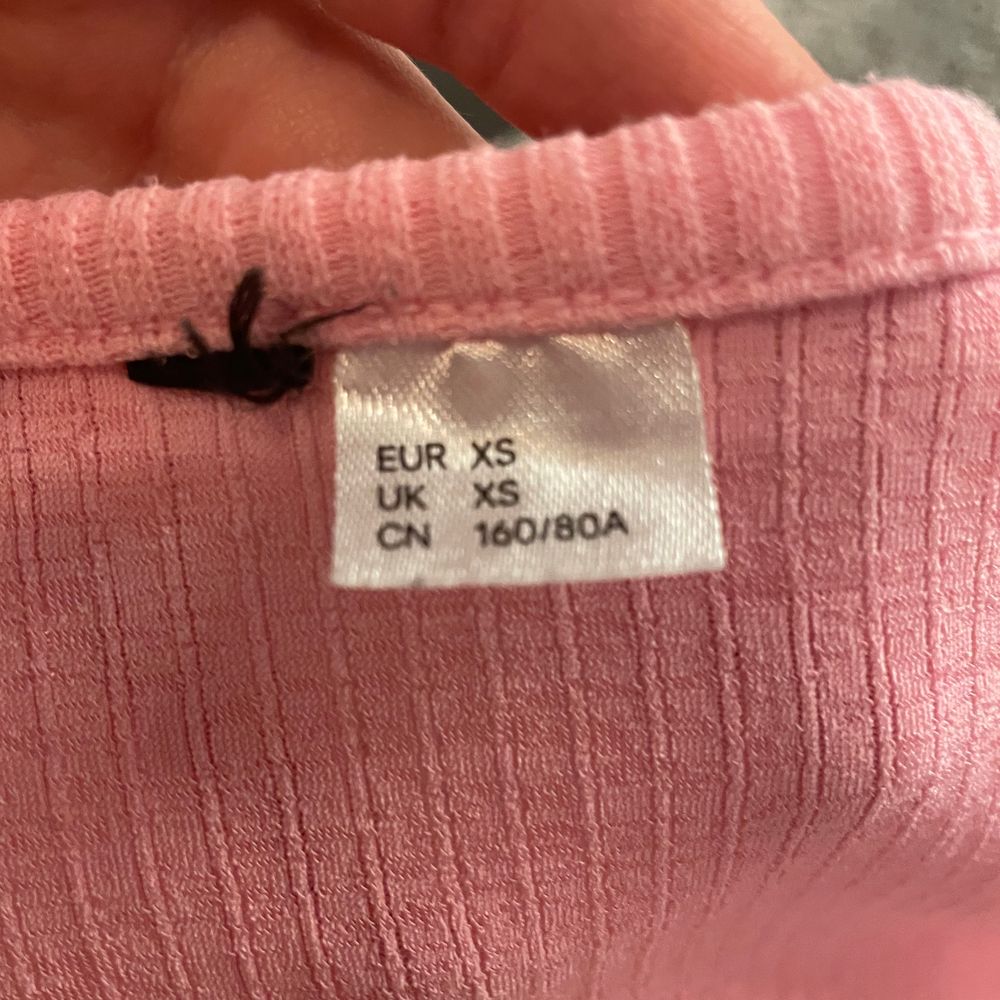 EUR XS
UK XS
CN 160/80A